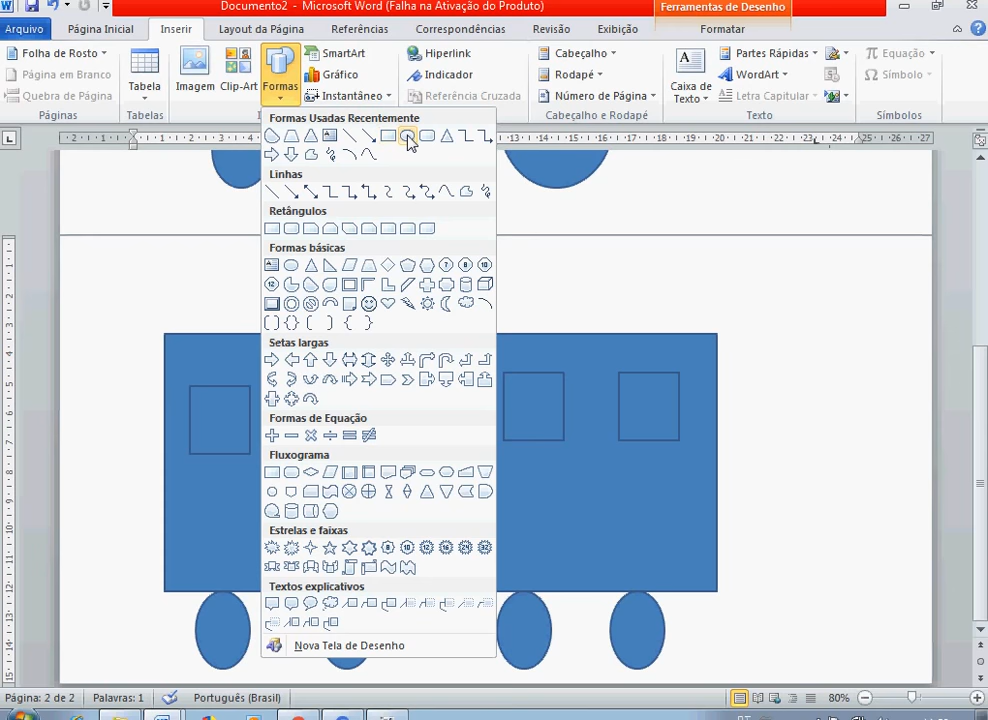 Documento2 - Microsoft Word (Falha na Ativação do Produto)
Ferramentas de Desenho
Arquivo
Página Inicial
Inserir
Layout da Página
Referências
Correspondências
Revisão
Exibição
Formatar
Folha de Rosto
Página em Branco
Quebra de Página
Páginas
Tabela
Tabelas
Imagem
Clip-Art
Formas
SmartArt
Gráfico
Instantâneo
Hiperlink
Indicador
Referência Cruzada
Cabeçalho
Rodapé
Número de Página
Cabeçalho e Rodapé
Caixa de
Texto
Partes Rápidas
WordArt
Letra Capitular
Texto
Equação
Símbolo
Símbolos
Formas Usadas Recentemente
Linhas
Retângulos
Formas básicas
Setas largas
Formas de Equação
Fluxograma
Estrelas e faixas
Textos explicativos
Nova Tela de Desenho
Página: 2 de 2
Palavras: 1
Português (Brasil)
80%